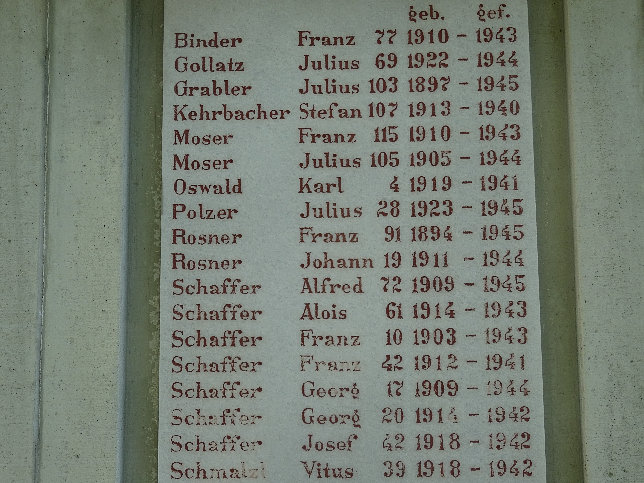 geb. gef.
Binder Franz 77 1910 - 1943
Gollatz Julius 69 1922 - 1944
Grabler Julius 103 1897 - 1945
Kehrbacher Stefan 107 1913 - 1940
Moser Franz 115 1910 - 1943
Moser Julius 105 1905 - 1944
Oswald Karl 4 1919 - 1941
Polzer Julius 28 1923 - 1945
Rosner Franz 91 1894 - 1945
Rosner Johann 19 1911 - 1944
Schaffer Alfred 72 1909 - 1945
Schaffer Alois 61 1914 - 1943
Schaffer Franz 10 1903 - 1943
Schaffer Franz 42 1912 - 1941
Schaffer Georg 17 1909 - 1944
Schaffer Georg 20 1914 - 1942
Schaffer Josef 42 1918 - 1942
Schmalzl Vitus 39 1918 - 1942